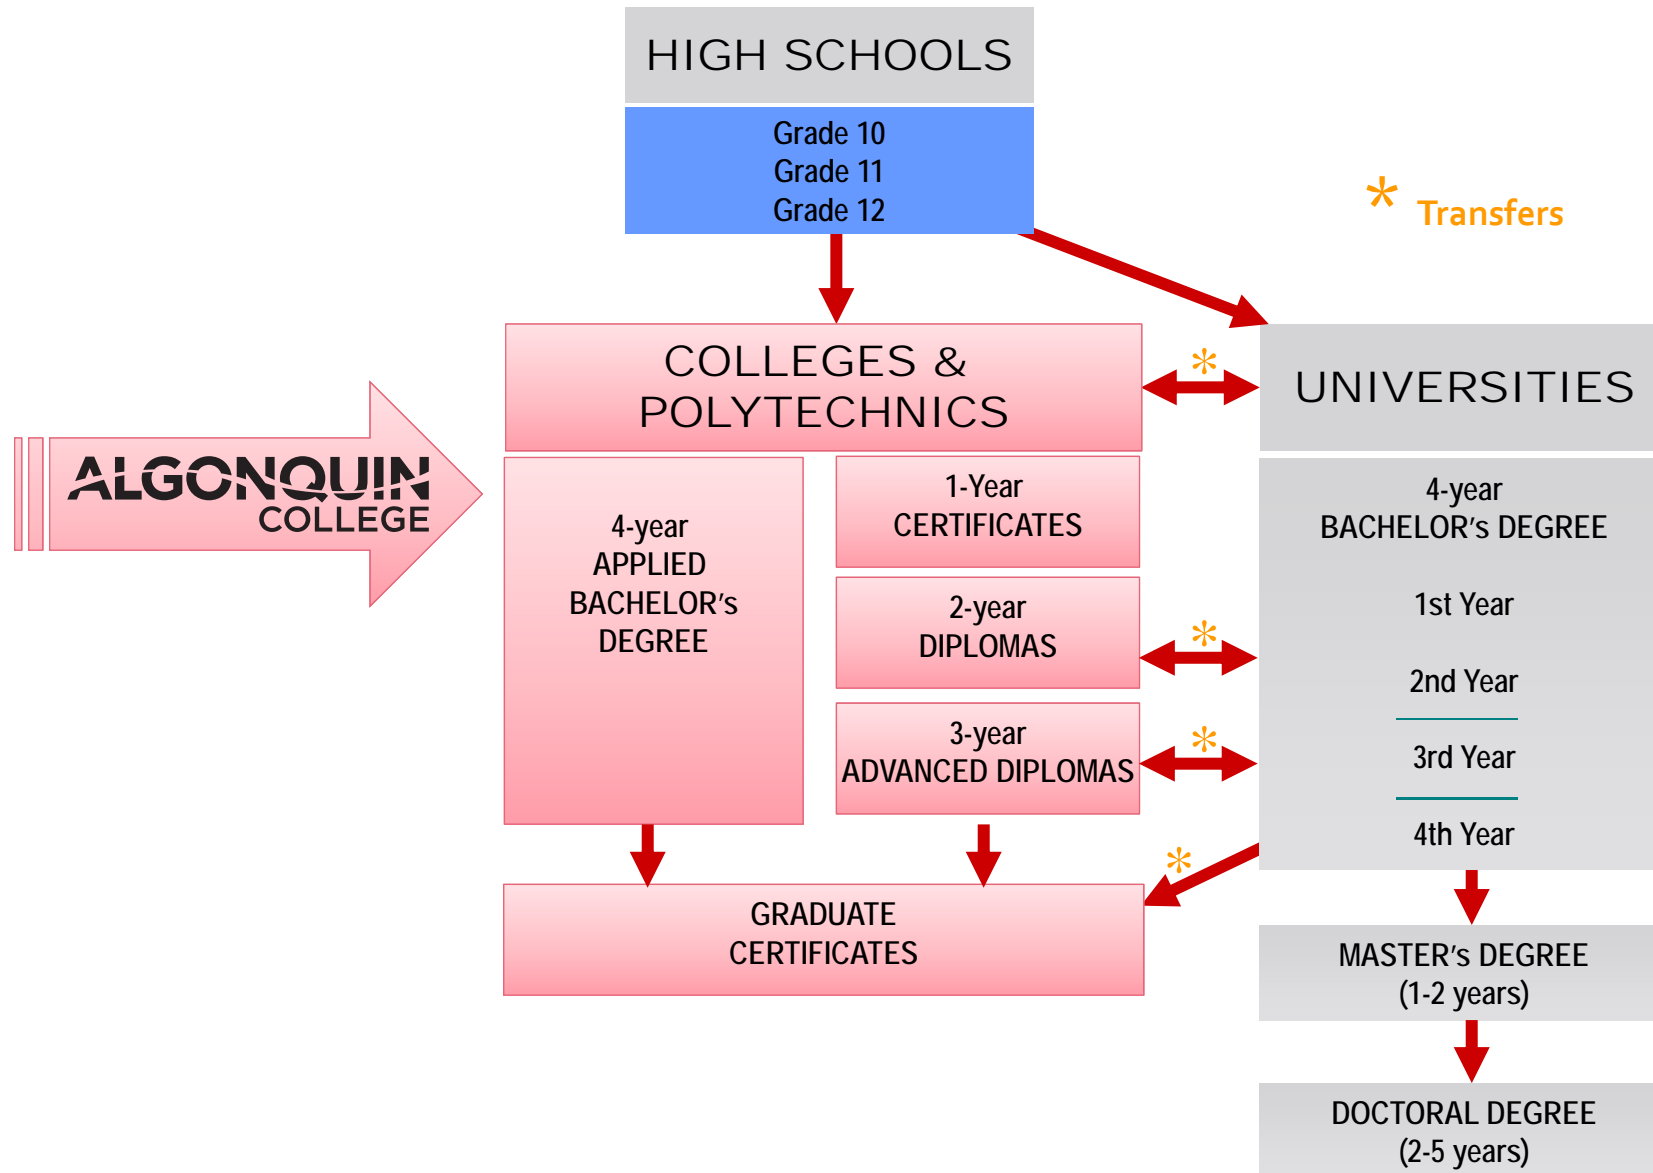 HIGH SCHOOLS
Grade 10
Grade 11
Grade 12
* Transfers
COLLEGES &
POLYTECHNICS
*
UNIVERSITIES
ALGONQUIN
COLLEGE
4-year
APPLIED
BACHELOR's
DEGREE
1-Year
CERTIFICATES
2-year
DIPLOMAS
*
3-year
ADVANCED DIPLOMAS
*
4-year
BACHELOR's DEGREE
1st Year
2nd Year
3rd Year
4th Year
*
GRADUATE
CERTIFICATES
MASTER's DEGREE
(1-2 years)
DOCTORAL DEGREE
(2-5 years)